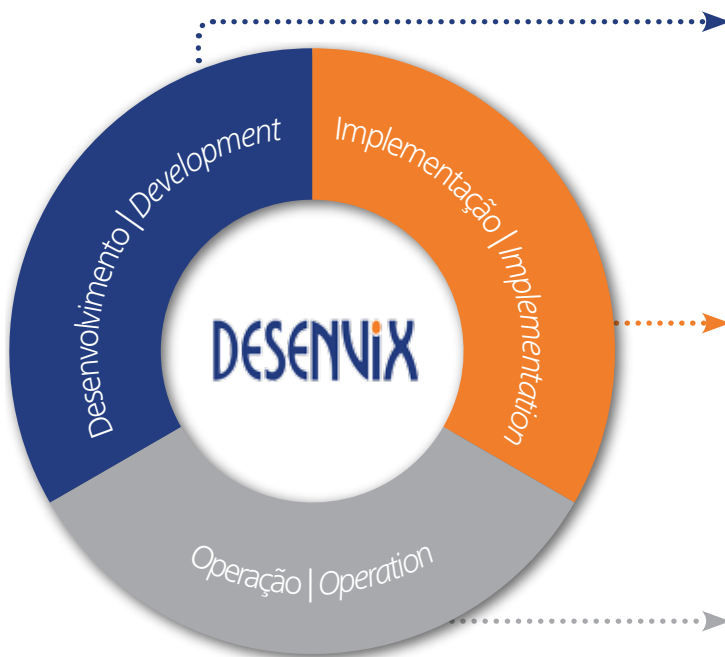 Desenvolvimento | Development
Implementação | Implementation
DESENVIX
Operação | Operation